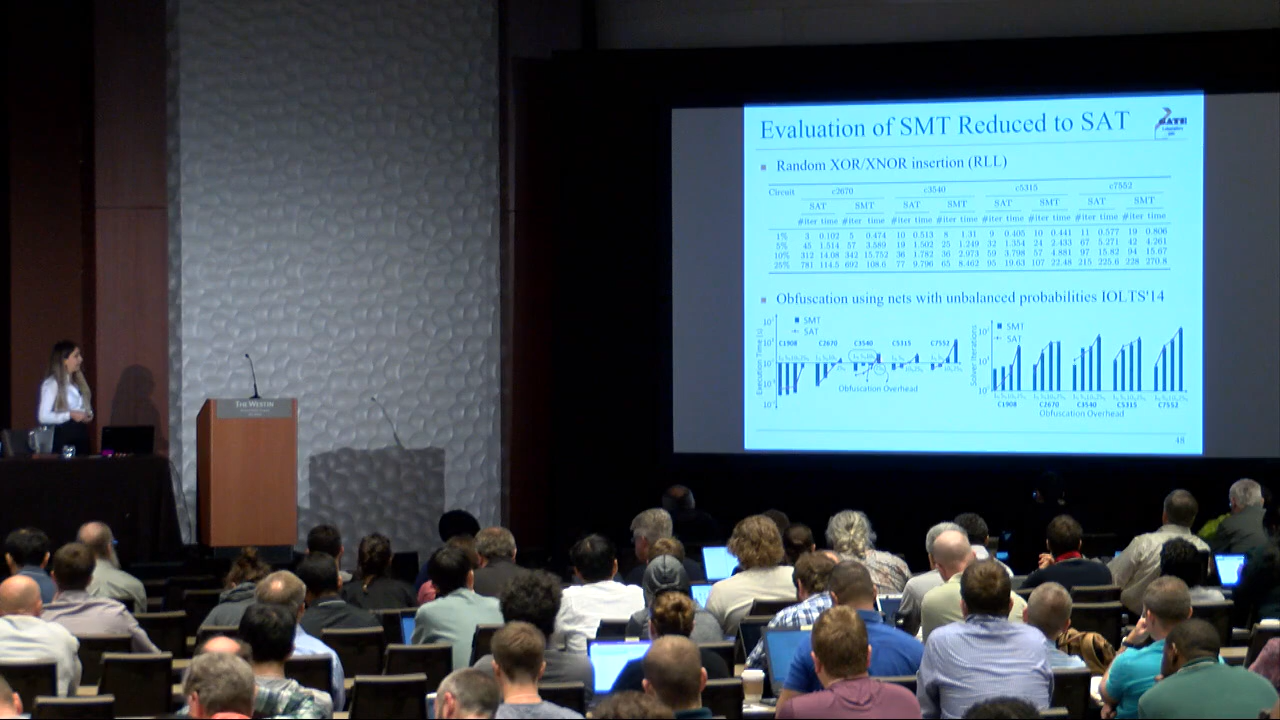 Evaluation of SMT Reduced to SAT
SATE
Random XOR/XNOR insertion (RLL)
Circuit c2670 c3540 c5315 c7552
SAT SMT SAT SMT SAT SMT SAT SMT
#iter time #iter time #iter time #iter time #iter time #iter time #iter time #iter time
1% 3 0.102 5 0.474 10 0.513 8 1.31 9 0.405 10 0.441 11 0.577 19 0.806
5% 45 1.514 57 3.589 19 1.502 25 1.249 32 1.354 24 2.433 67 5.271 42 4.261
10% 312 14.08 342 15.752 36 1.782 36 2.973 59 3.798 57 4.881 97 15.82 94 15.67
25% 781 114.5 692 108.6 77 9.796 65 8.462 95 19.63 107 22.48 215 225.6 228 270.8
Obfuscation using nets with unbalanced probabilities IOLTS'14
SMT
SAT
C1908 C2670 C3540 C5315 C7552
Execution Time (s)
Obfuscation Overhead
SMT
SAT
Solver Iterations
C1908 C2670 C3540 C5315 C7552
Obfuscation Overhead
48
THE WESTIN